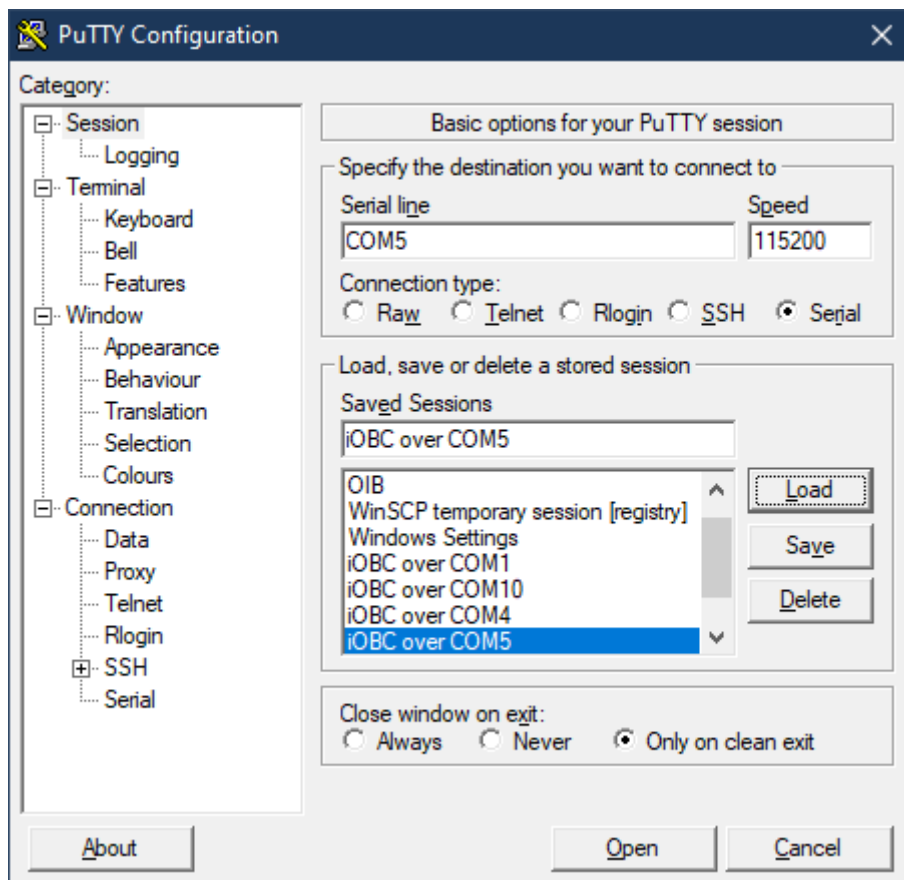 PuTTY Configuration
Category:
Session
Logging
Terminal
Keyboard
Bell
Features
Window
Appearance
Behaviour
Translation
Selection
Colours
Connection
Data
Proxy
Telnet
Rlogin
SSH
Serial
Basic options for your PuTTY session
Specify the destination you want to connect to
Serial line Speed
COM5 115200
Connection type:
Raw Telnet Rlogin SSH Serial
Load, save or delete a stored session
Saved Sessions
iOBC over COM5
OIB
WinSCP temporary session [registry]
Windows Settings
iOBC over COM1
iOBC over COM10
iOBC over COM4
iOBC over COM5
Load
Save
Delete
Close window on exit:
Always Never Only on clean exit
About Open Cancel